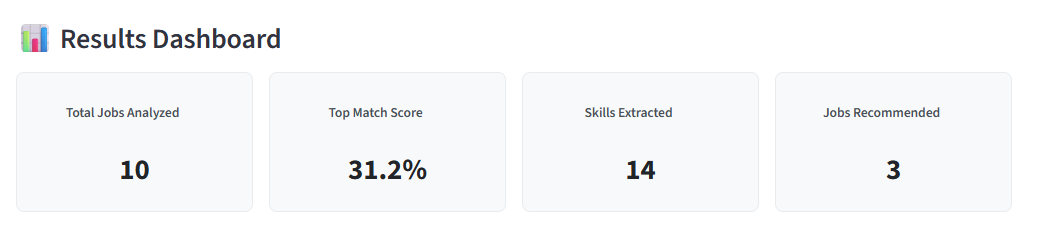 Results Dashboard
Total Jobs Analyzed
10
Top Match Score
31.2%
Skills Extracted
14
Jobs Recommended
3